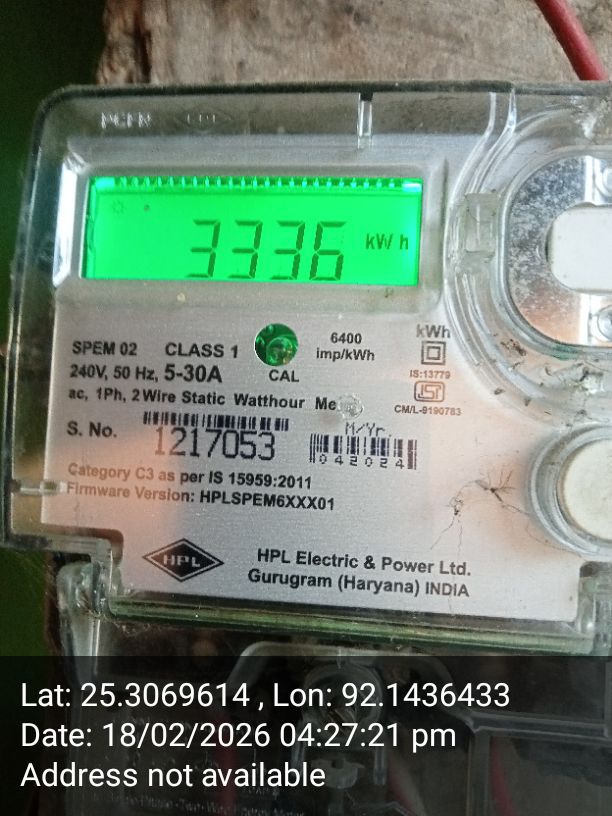 3336 kWh
SPEM 02 CLASS 1 6400 imp/kWh kWh
240V, 50 Hz, 5-30A CAL IS:13779
ac, 1Ph, 2 Wire Static Watthour CM/L-9190783
S. No. 1217053 M/Yr 042024
Category C3 as per IS 15959:2011
Firmware Version: HPLSPEM6XXX01
HPL HPL Electric & Power Ltd.
Gurugram (Haryana) INDIA
Lat: 25.3069614 , Lon: 92.1436433
Date: 18/02/2026 04:27:21 pm
Address not available